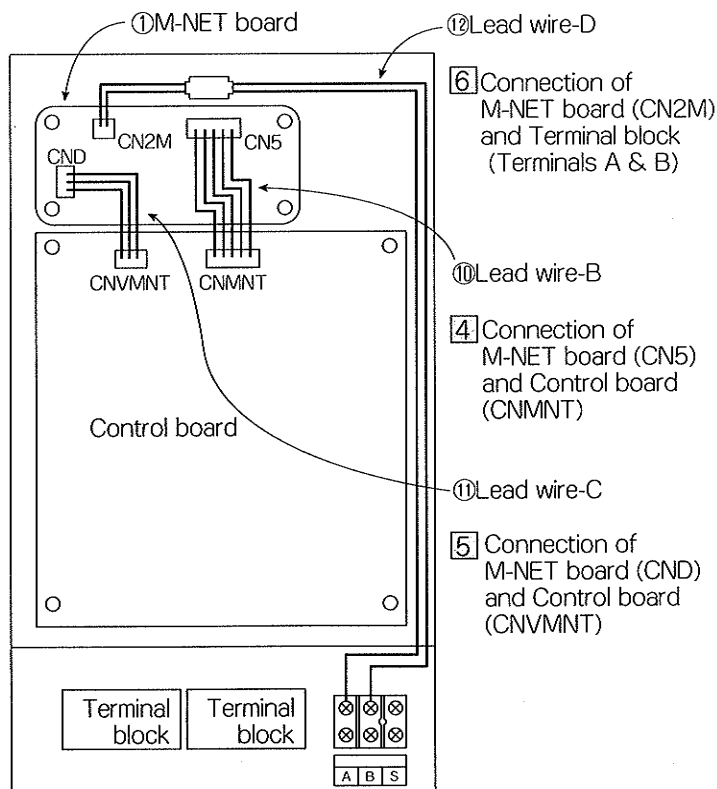 ①M-NET board
⑫Lead wire-D
6 Connection of
M-NET board (CN2M)
and Terminal block
(Terminals A & B)
CN2M
CN5
CND
CNVMNT
CNMNT
⑩Lead wire-B
4 Connection of
M-NET board (CN5)
and Control board
(CNMNT)
Control board
⑪Lead wire-C
5 Connection of
M-NET board (CND)
and Control board
(CNVMNT)
Terminal
block
Terminal
block
A B S